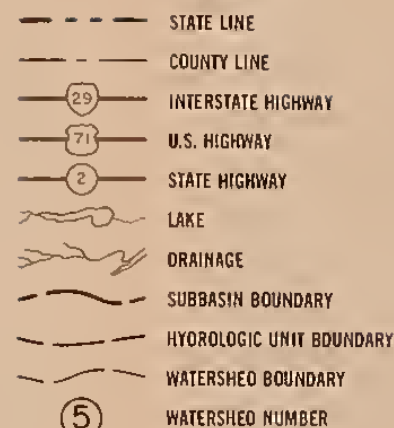 STATE LINE
COUNTY LINE
29 INTERSTATE HIGHWAY
71 U.S. HIGHWAY
2 STATE HIGHWAY
LAKE
DRAINAGE
SUBBASIN BOUNDARY
HYDROLOGIC UNIT BOUNDARY
WATERSHED BOUNDARY
5 WATERSHED NUMBER